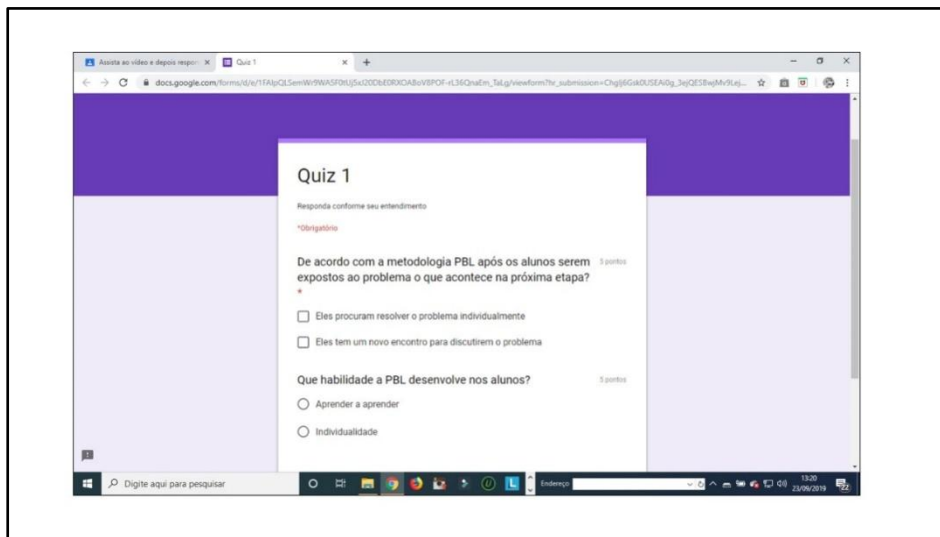 Assista ao vídeo e depois respon
Quiz 1
Quiz 1
Responda conforme seu entendimento
*Obrigatório
De acordo com a metodologia PBL após os alunos serem 5 pontos
expostos ao problema o que acontece na próxima etapa?
*
Eles procuram resolver o problema individualmente
Eles tem um novo encontro para discutirem o problema
Que habilidade a PBL desenvolve nos alunos? 5 pontos
Aprender a aprender
Individualidade
Digite aqui para pesquisar
Endereço
13:20
23/09/2019